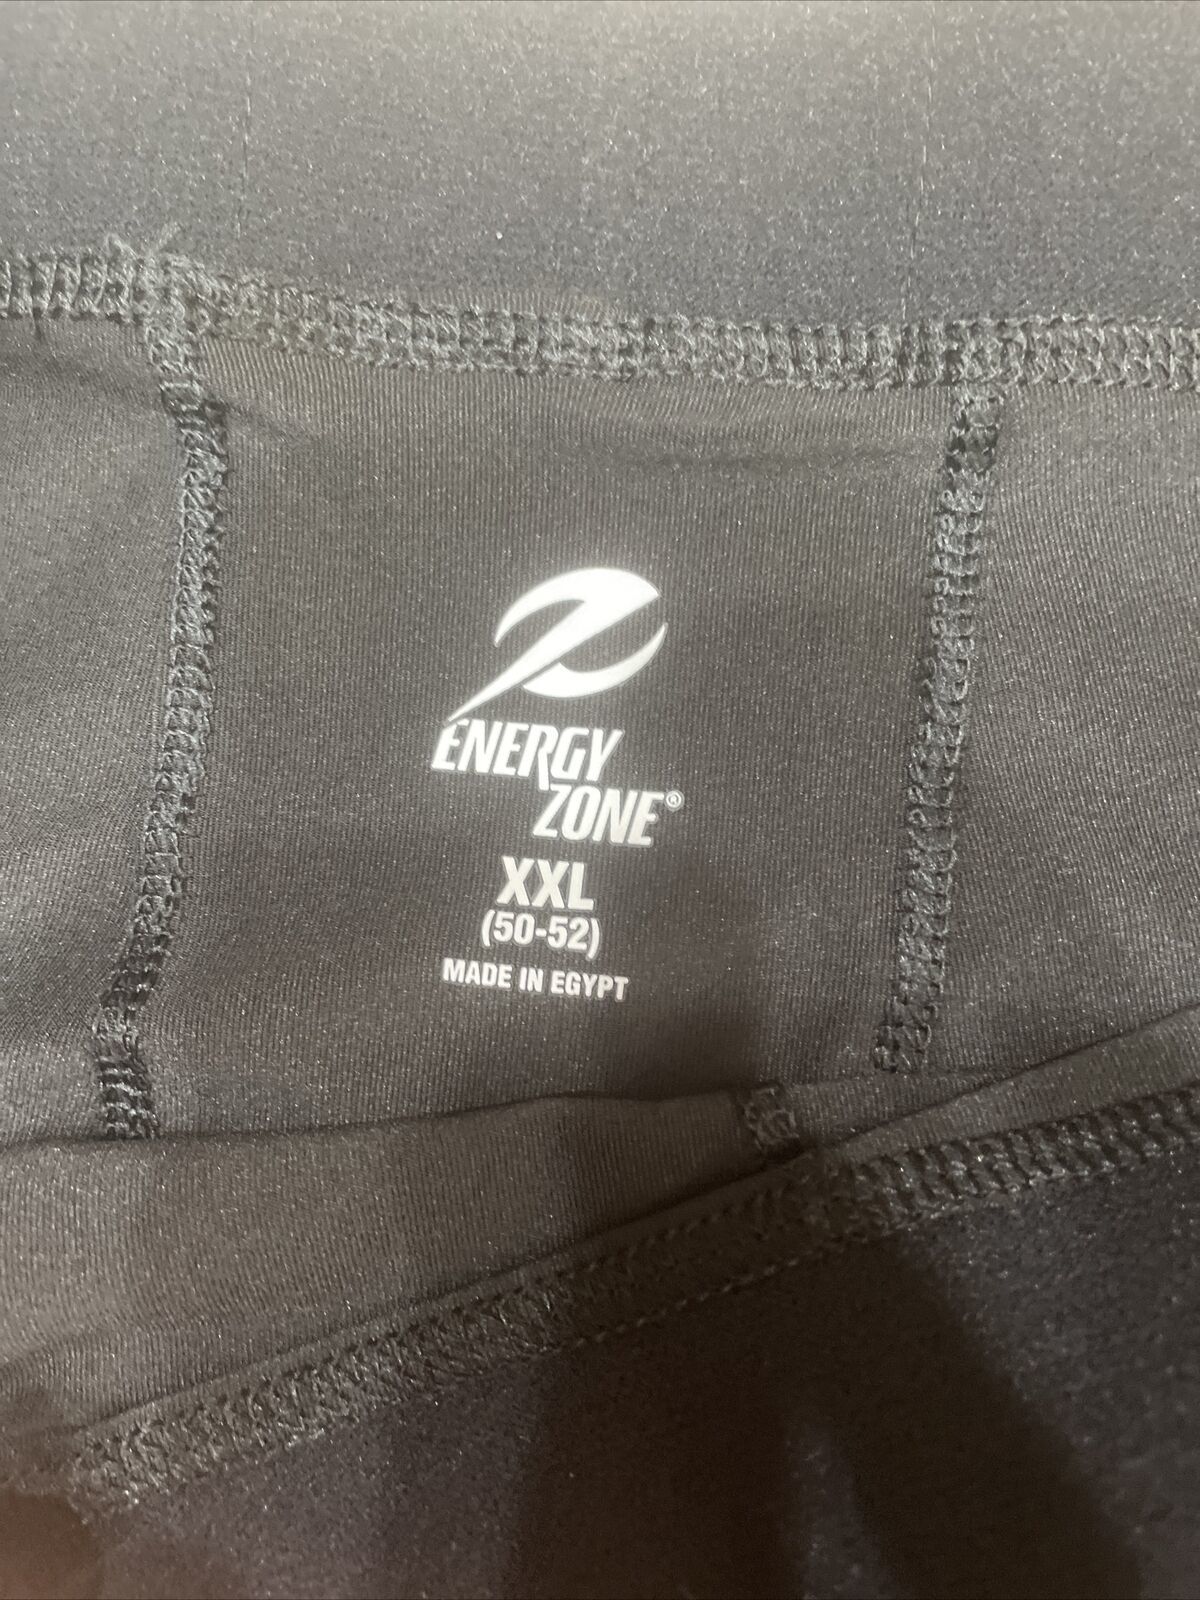 ENERGY
ZONE®
XXL
(50-52)
MADE IN EGYPT